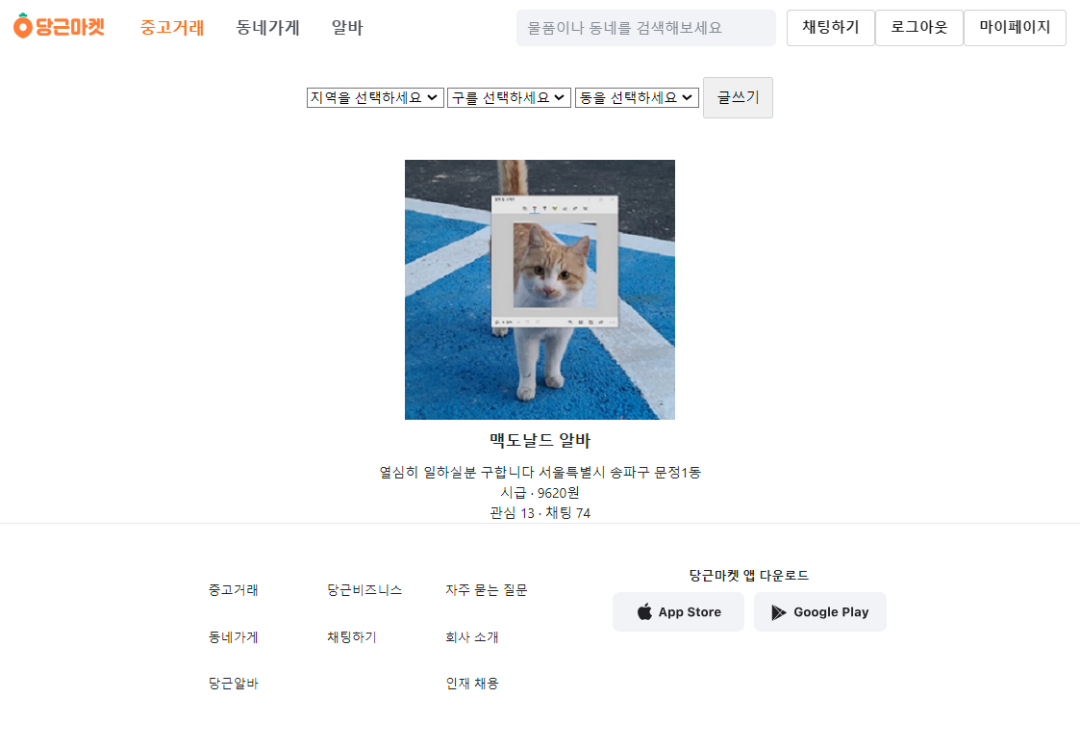 당근마켓 중고거래 동네가게 알바 물품이나 동네를 검색해보세요 채팅하기 로그아웃 마이페이지
지역을 선택하세요 구를 선택하세요 동을 선택하세요 글쓰기
맥도날드 알바
열심히 일하실분 구합니다 서울특별시 송파구 문정1동
시급 · 9620원
관심 13 · 채팅 74
당근마켓 앱 다운로드
중고거래 당근비즈니스 자주 묻는 질문
App Store Google Play
동네가게 채팅하기 회사 소개
당근알바 인재 채용